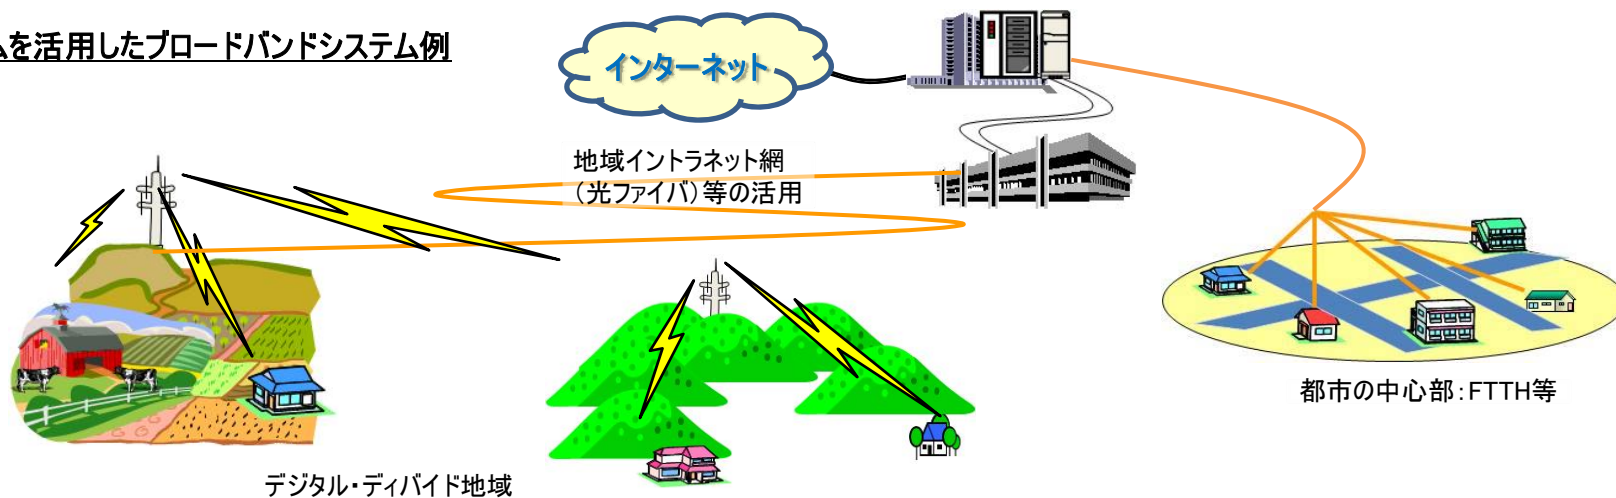 ムを活用したブロードバンドシステム例
インターネット
地域イントラネット網
（光ファイバ）等の活用
都市の中心部：FTTH等
デジタル・ディバイド地域